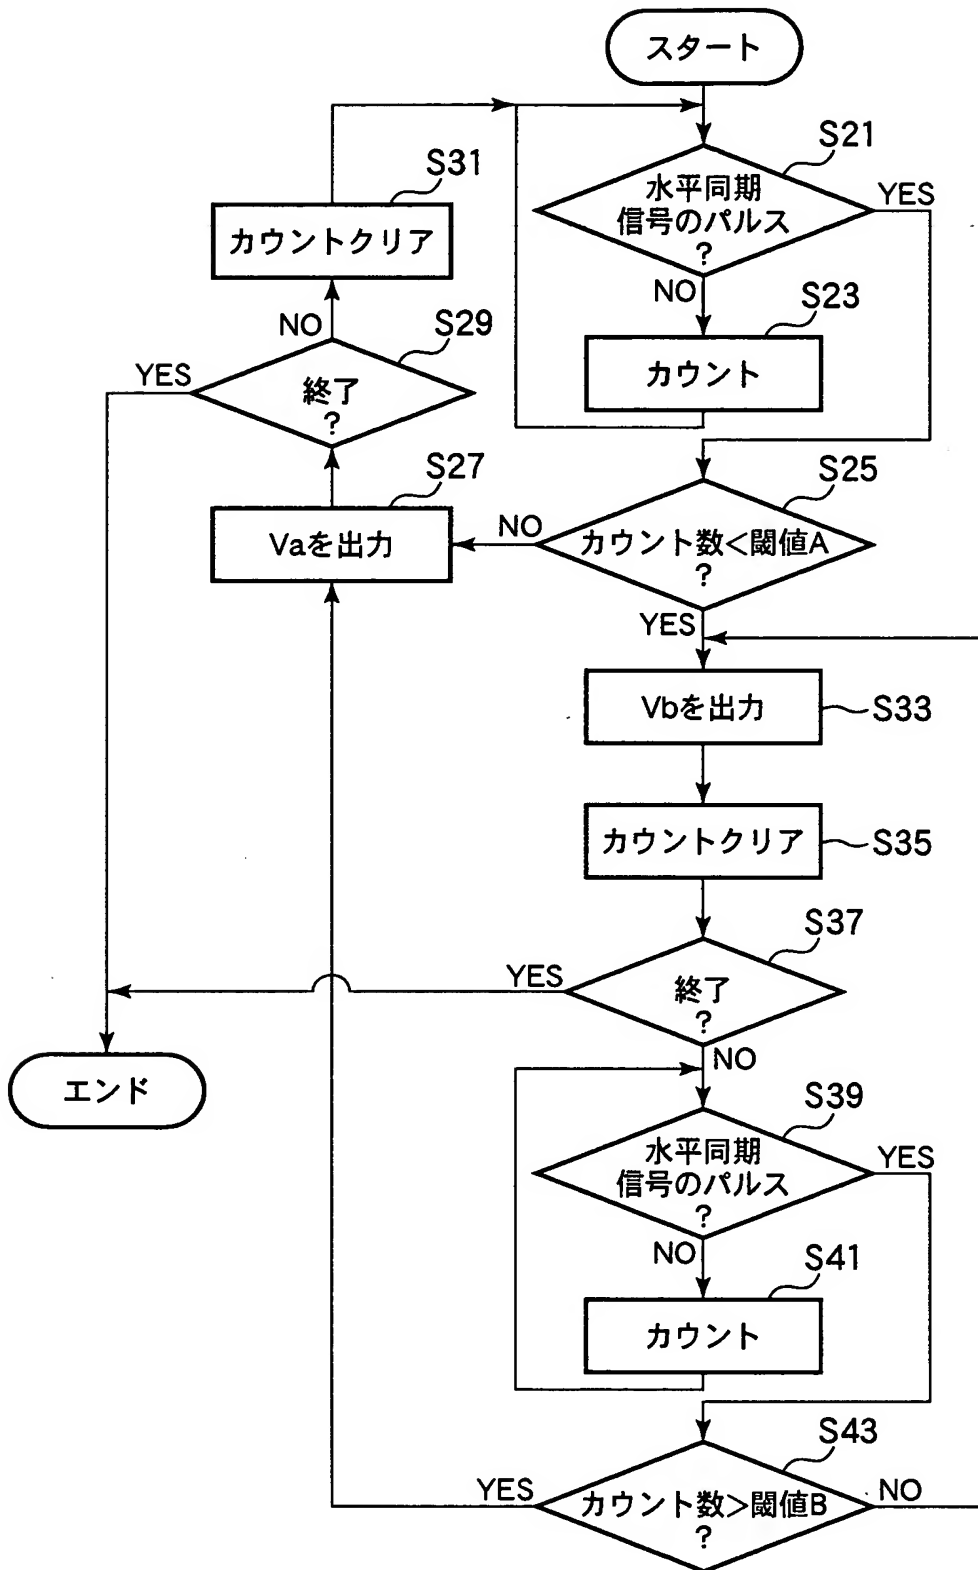 スタート
S21
水平同期
信号のパルス
?
YES
NO
S23
カウント
S31
カウントクリア
NO
S29
YES
終了
?
S27
Vaを出力
S25
NO
カウント数<閾値A
?
YES
Vbを出力
S33
カウントクリア
S35
S37
YES
終了
?
NO
エンド
S39
水平同期
信号のパルス
?
YES
NO
S41
カウント
S43
YES
カウント数>閾値B
?
NO